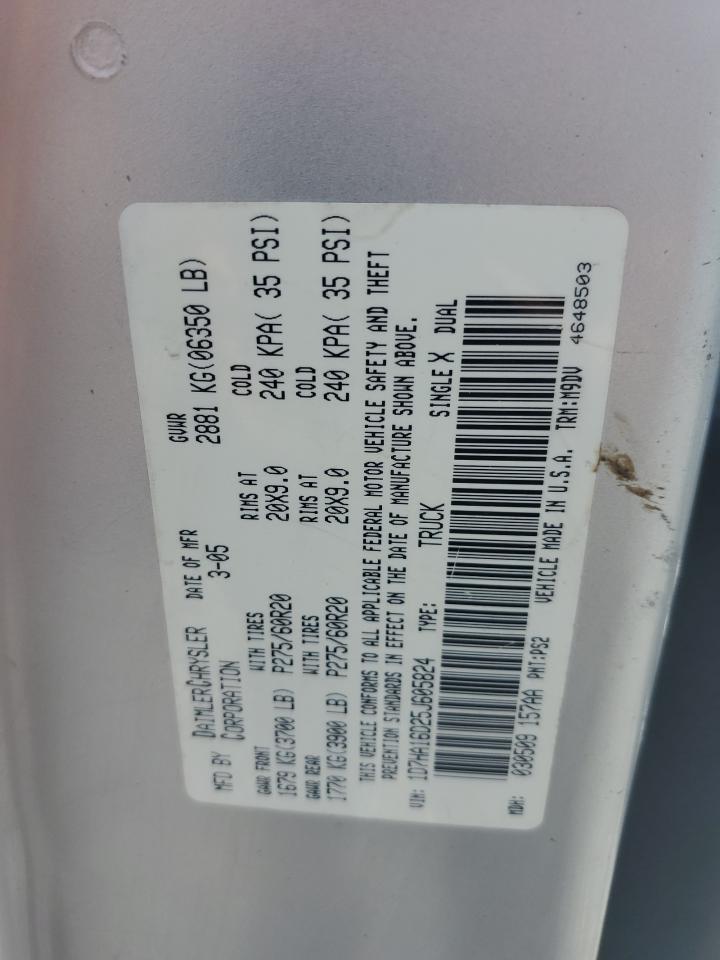 MFD BY DAIMLERCHRYSLER CORPORATION DATE OF MFR 3-05 GVWR 2881 KG(06350 LB)
GAWR FRONT WITH TIRES RIMS AT COLD
1679 KG(3700 LB) P275/60R20 20X9.0 240 KPA( 35 PSI)
GAWR REAR WITH TIRES RIMS AT COLD
1770 KG(3900 LB) P275/60R20 20X9.0 240 KPA( 35 PSI)
THIS VEHICLE CONFORMS TO ALL APPLICABLE FEDERAL MOTOR VEHICLE SAFETY AND THEFT
PREVENTION STANDARDS IN EFFECT ON THE DATE OF MANUFACTURE SHOWN ABOVE.
VIN: 1D7HA16D25J605824 TYPE: TRUCK SINGLE X DUAL
MDH: 030509 157AA PNT:PS2 VEHICLE MADE IN U.S.A. TRM:M9DV 4648503